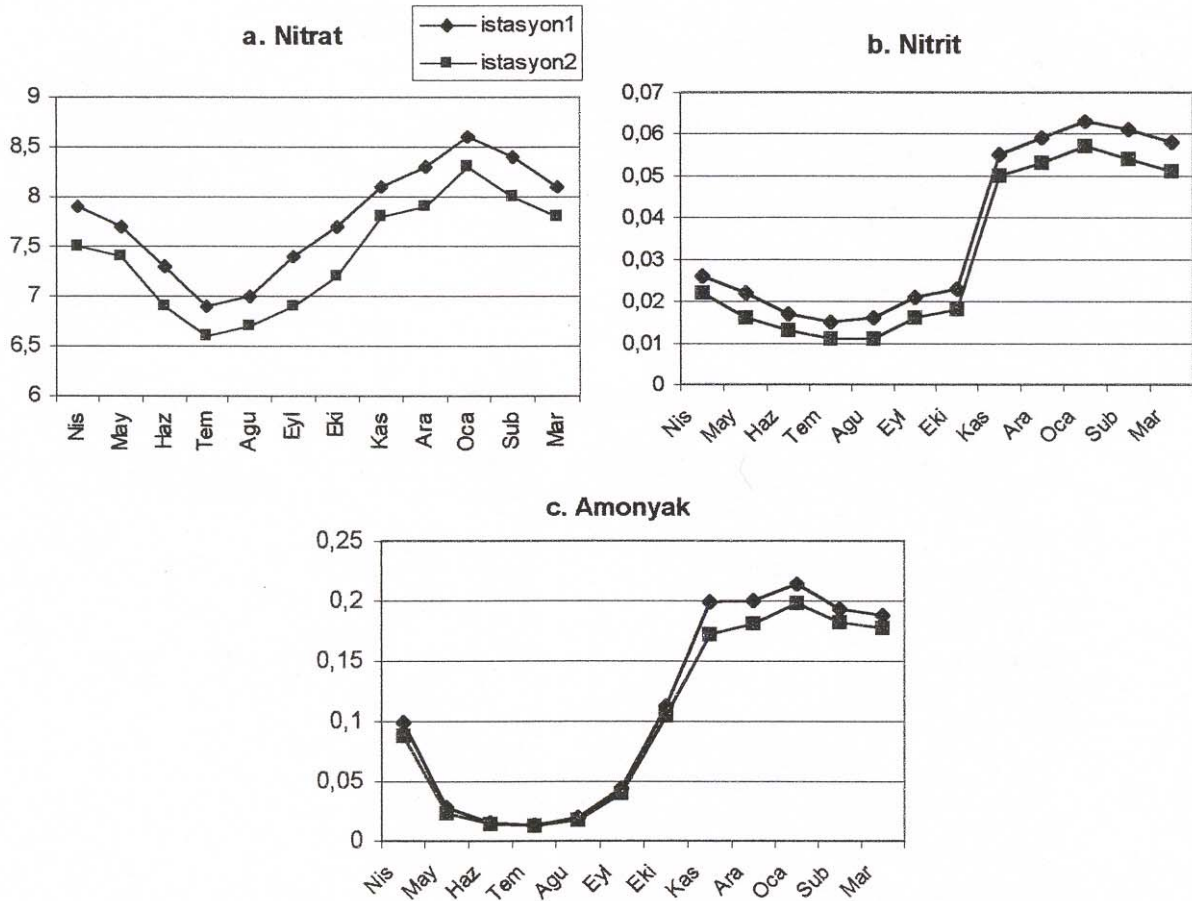 a. Nitrat
istasyon1
istasyon2
9
8,5
8
7,5
7
6,5
6
Nis May Haz Tem Agu Eyl Eki Kas Ara Oca Sub Mar
b. Nitrit
0,07
0,06
0,05
0,04
0,03
0,02
0,01
0
Nis May Haz Tem Agu Eyl Eki Kas Ara Oca Sub Mar
c. Amonyak
0,25
0,2
0,15
0,1
0,05
0
Nis May Haz Tem Agu Eyl Eki Kas Ara Oca Sub Mar